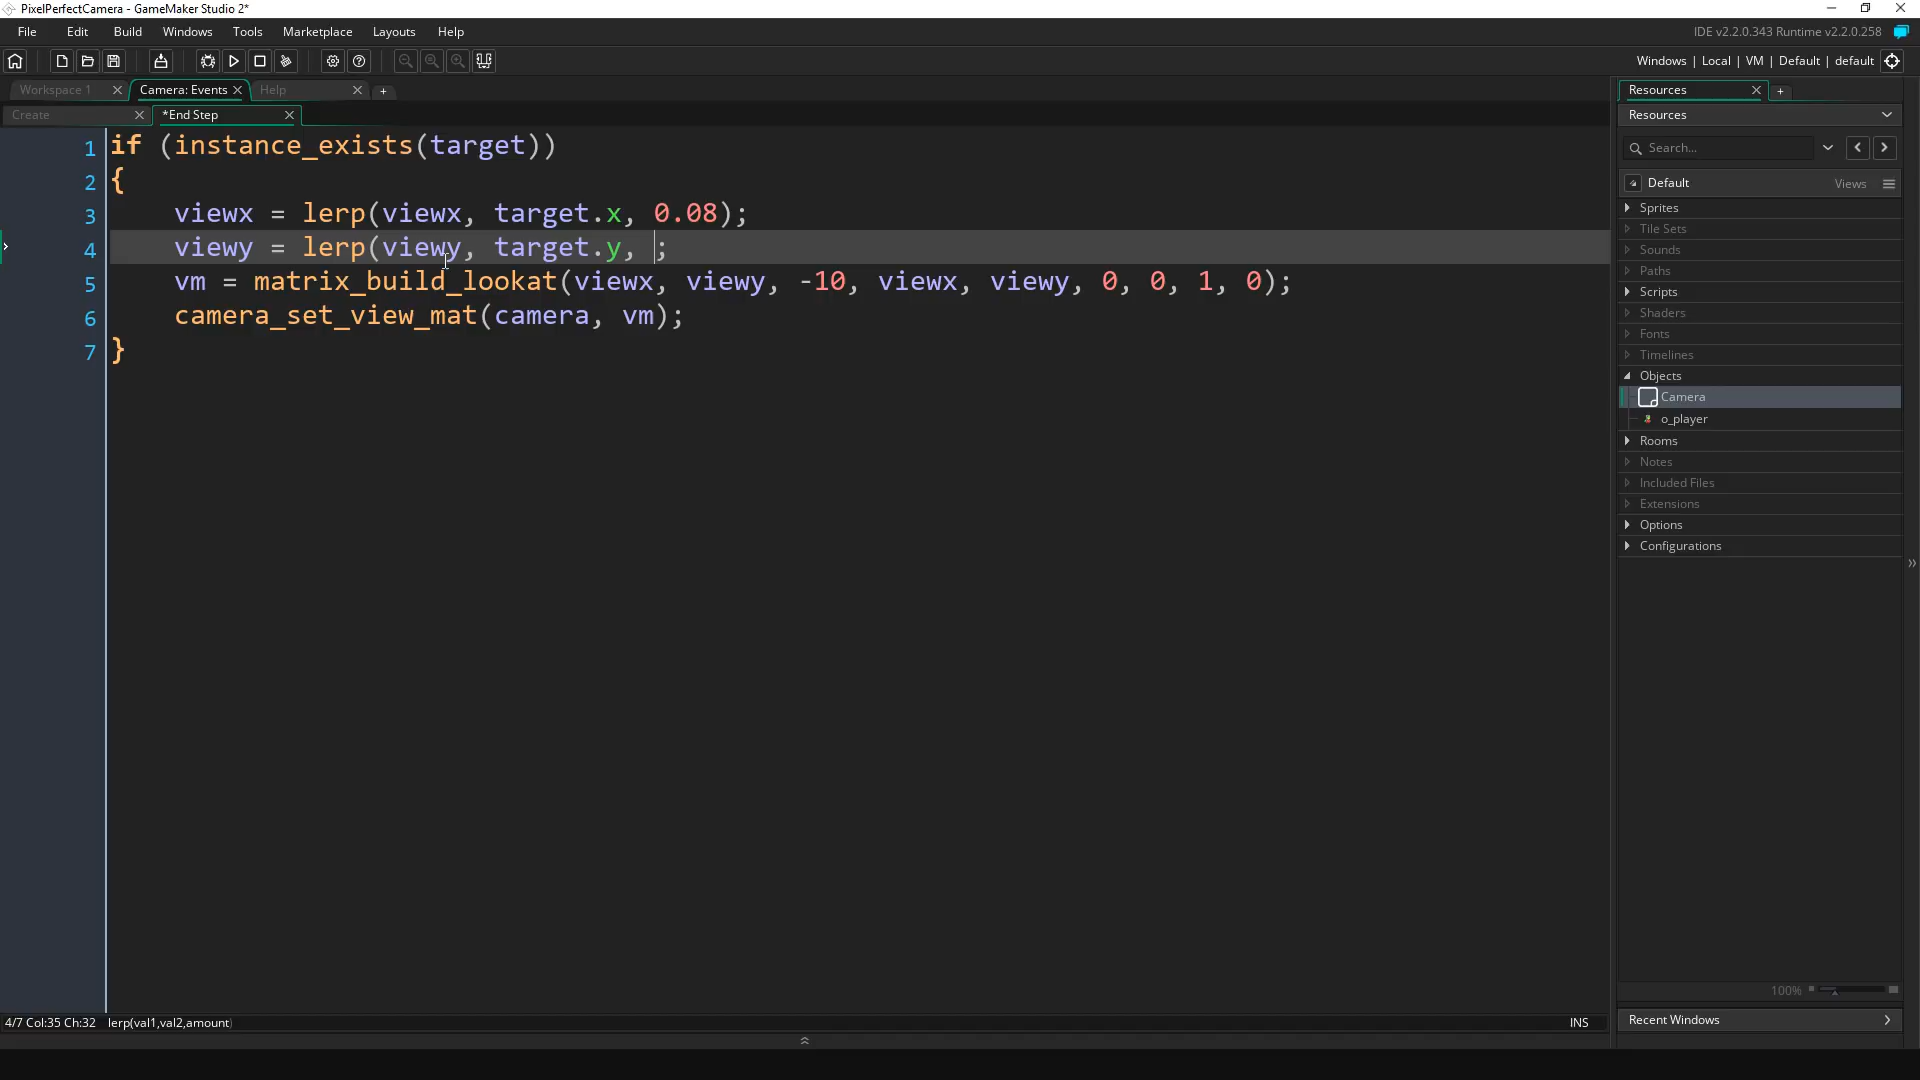 PixelPerfectCamera - GameMaker Studio 2*
File Edit Build Windows Tools Marketplace Layouts Help
IDE v2.2.0.343 Runtime v2.2.0.258
Windows | Local | VM | Default | default
Workspace 1 Camera: Events Help
Create *End Step
1 if (instance_exists(target))
2 {
3 viewx = lerp(viewx, target.x, 0.08);
4 viewy = lerp(viewy, target.y, ;
5 vm = matrix_build_lookat(viewx, viewy, -10, viewx, viewy, 0, 0, 1, 0);
6 camera_set_view_mat(camera, vm);
7 }
4/7 Col:35 Ch:32 lerp(val1,val2,amount)
INS
Resources
Resources
Search...
Default Views
Sprites
Tile Sets
Sounds
Paths
Scripts
Shaders
Fonts
Timelines
Objects
Camera
o_player
Rooms
Notes
Included Files
Extensions
Options
Configurations
100%
Recent Windows